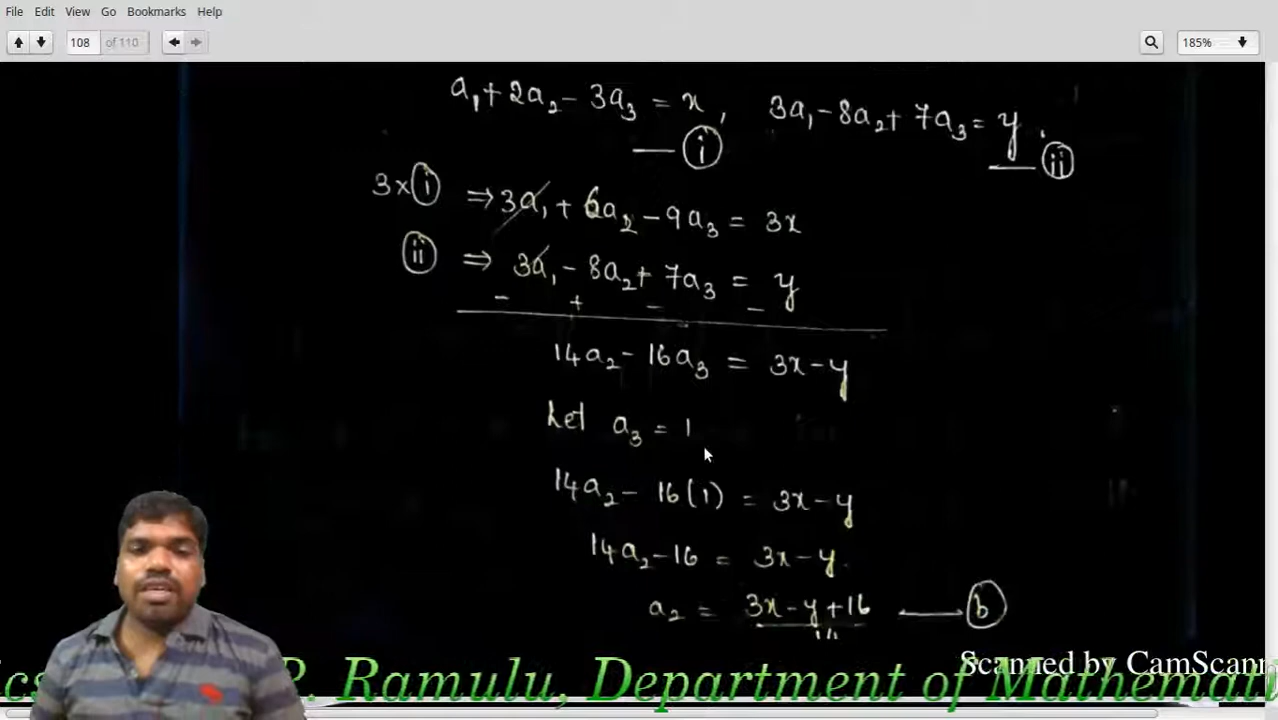 File Edit View Go Bookmarks Help
108 of 110 185%
a₁ + 2a₂ - 3a₃ = x, 3a₁ - 8a₂ + 7a₃ = y.
— (i) — (ii)
3×(i) ⇒ 3a₁ + 6a₂ - 9a₃ = 3x
(ii) ⇒ 3a₁ - 8a₂ + 7a₃ = y
- + - -
14a₂ - 16a₃ = 3x - y
Let a₃ = 1
14a₂ - 16(1) = 3x - y
14a₂ - 16 = 3x - y.
a₂ = (3x - y + 16)/14 — (b)
Scanned by CamScann
cs P. Ramulu, Department of Mathemati